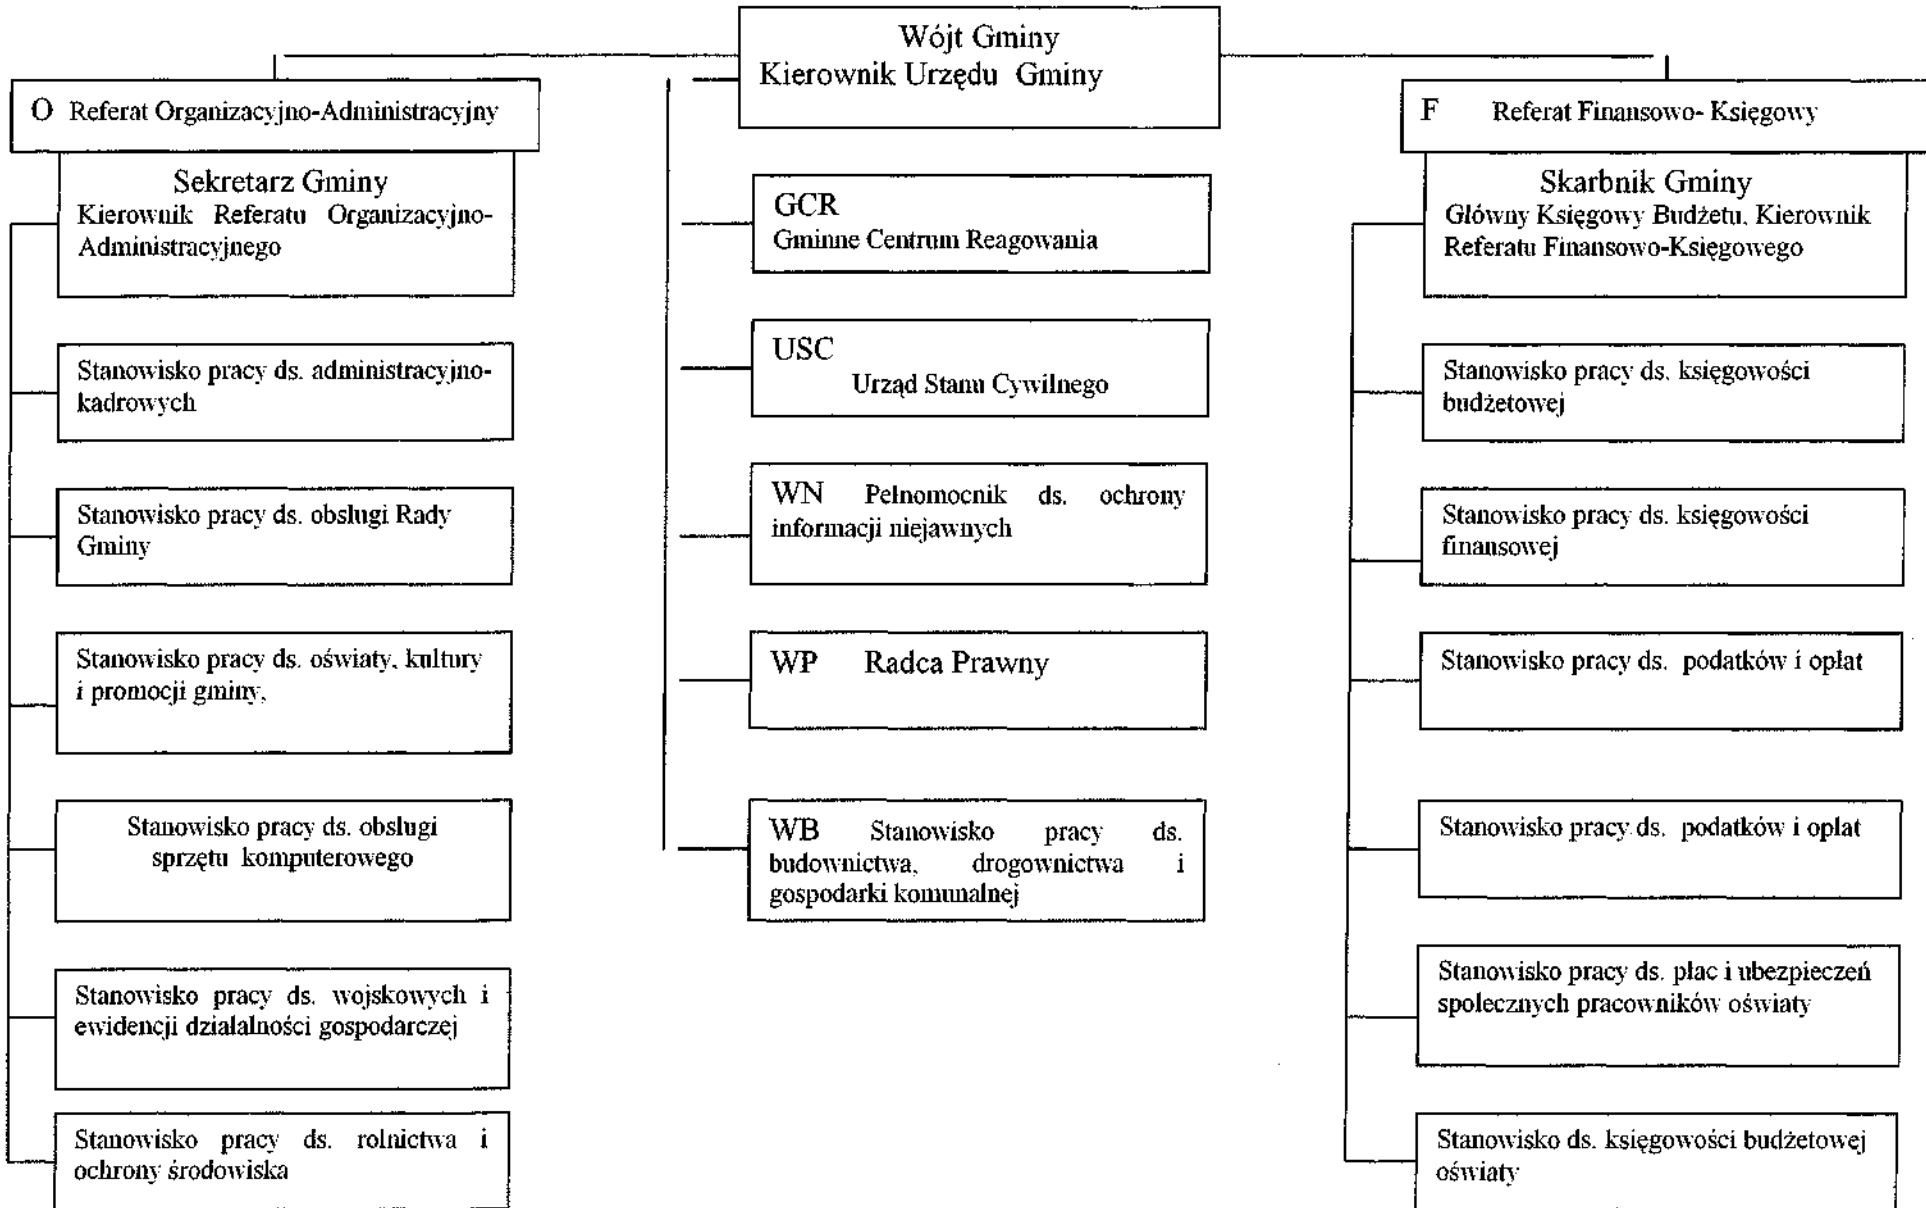 Wójt Gminy
Kierownik Urzędu Gminy
O Referat Organizacyjno-Administracyjny
Sekretarz Gminy
Kierownik Referatu Organizacyjno-
Administracyjnego
Stanowisko pracy ds. administracyjno-
kadrowych
Stanowisko pracy ds. obsługi Rady
Gminy
Stanowisko pracy ds. oświaty, kultury
i promocji gminy,
Stanowisko pracy ds. obsługi
sprzętu komputerowego
Stanowisko pracy ds. wojskowych i
ewidencji działalności gospodarczej
Stanowisko pracy ds. rolnictwa i
ochrony środowiska
GCR
Gminne Centrum Reagowania
USC
Urząd Stanu Cywilnego
WN Pełnomocnik ds. ochrony
informacji niejawnych
WP Radca Prawny
WB Stanowisko pracy ds.
budownictwa, drogownictwa i
gospodarki komunalnej
F Referat Finansowo- Księgowy
Skarbnik Gminy
Główny Księgowy Budżetu, Kierownik
Referatu Finansowo-Księgowego
Stanowisko pracy ds. księgowości
budżetowej
Stanowisko pracy ds. księgowości
finansowej
Stanowisko pracy ds. podatków i opłat
Stanowisko pracy ds. podatków i opłat
Stanowisko pracy ds. płac i ubezpieczeń
społecznych pracowników oświaty
Stanowisko ds. księgowości budżetowej
oświaty